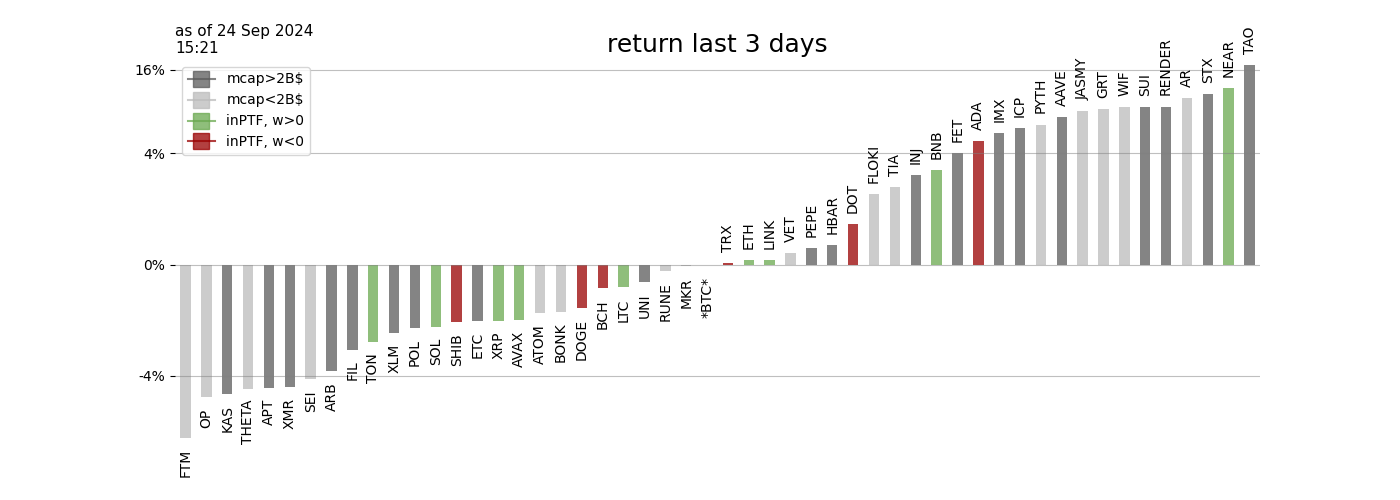 as of 24 Sep 2024
15:21
return last 3 days
mcap>2B$
mcap<2B$
inPTF, w>0
inPTF, w<0
16%
4%
0%
-4%
FTM
OP
KAS
THETA
APT
XMR
SEI
ARB
FIL
TON
XLM
POL
SOL
SHIB
ETC
XRP
AVAX
ATOM
BONK
DOGE
BCH
LTC
UNI
RUNE
MKR
*BTC*
TRX
ETH
LINK
VET
PEPE
HBAR
DOT
FLOKI
TIA
INJ
BNB
FET
ADA
IMX
ICP
PYTH
AAVE
JASMY
GRT
WIF
SUI
RENDER
AR
STX
NEAR
TAO